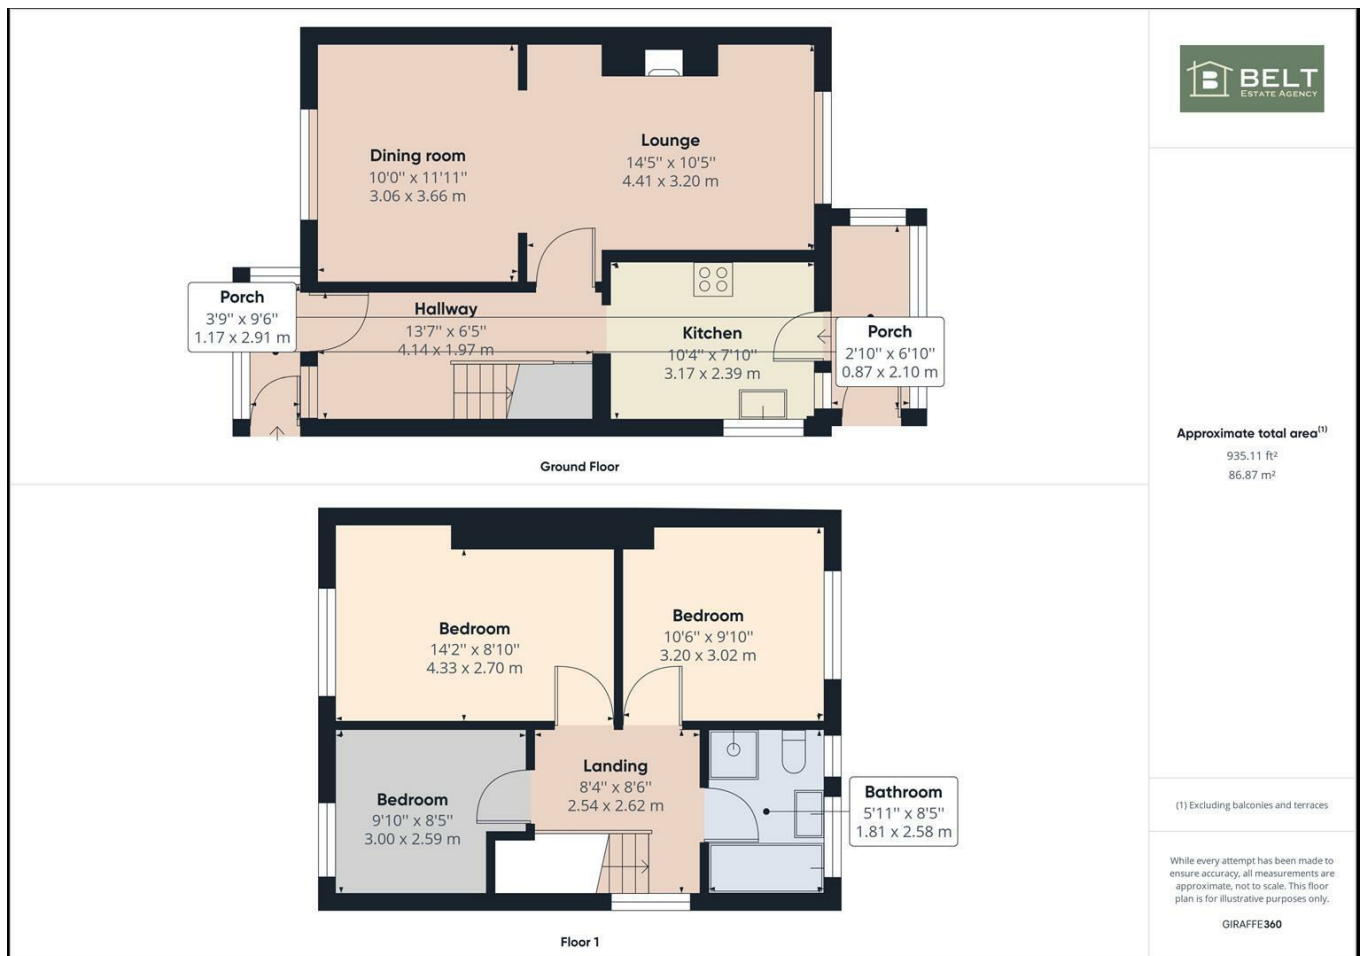 BELT
ESTATE AGENCY
Dining room
10'0" x 11'11"
3.06 x 3.66 m
Lounge
14'5" x 10'5"
4.41 x 3.20 m
Porch
3'9" x 9'6"
1.17 x 2.91 m
Hallway
13'7" x 6'5"
4.14 x 1.97 m
Kitchen
10'4" x 7'10"
3.17 x 2.39 m
Porch
2'10" x 6'10"
0.87 x 2.10 m
Ground Floor
Approximate total area(1)
935.11 ft²
86.87 m²
Bedroom
14'2" x 8'10"
4.33 x 2.70 m
Bedroom
10'6" x 9'10"
3.20 x 3.02 m
Bedroom
9'10" x 8'5"
3.00 x 2.59 m
Landing
8'4" x 8'6"
2.54 x 2.62 m
Bathroom
5'11" x 8'5"
1.81 x 2.58 m
Floor 1
(1) Excluding balconies and terraces
While every attempt has been made to
ensure accuracy, all measurements are
approximate, not to scale. This floor
plan is for illustrative purposes only.
GIRAFFE360